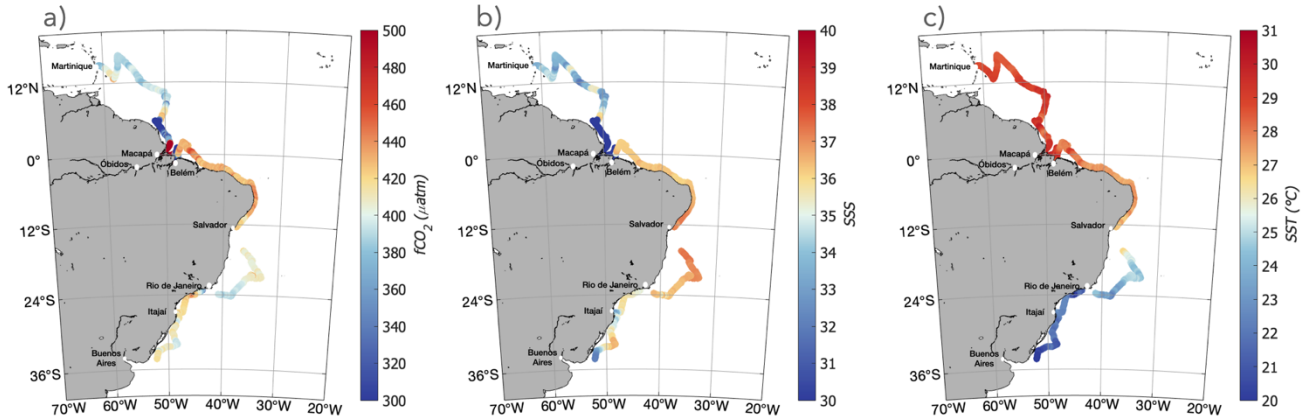 a)
Martinique
Macapá
Óbidos
Belém
Salvador
Rio de Janeiro
Itajaí
Buenos
Aires
12°N
0°
12°S
24°S
36°S
70°W
60°W
50°W
40°W
30°W
20°W
500
480
460
440
420
400
380
360
340
320
300
fCO₂ (µatm)
b)
Martinique
Macapá
Óbidos
Belém
Salvador
Rio de Janeiro
Itajaí
Buenos
Aires
12°N
0°
12°S
24°S
36°S
70°W
60°W
50°W
40°W
30°W
20°W
40
39
38
37
36
35
34
33
32
31
30
SSS
c)
Martinique
Macapá
Óbidos
Belém
Salvador
Rio de Janeiro
Itajaí
Buenos
Aires
12°N
0°
12°S
24°S
36°S
70°W
60°W
50°W
40°W
30°W
20°W
31
30
29
28
27
26
25
24
23
22
21
20
SST (°C)